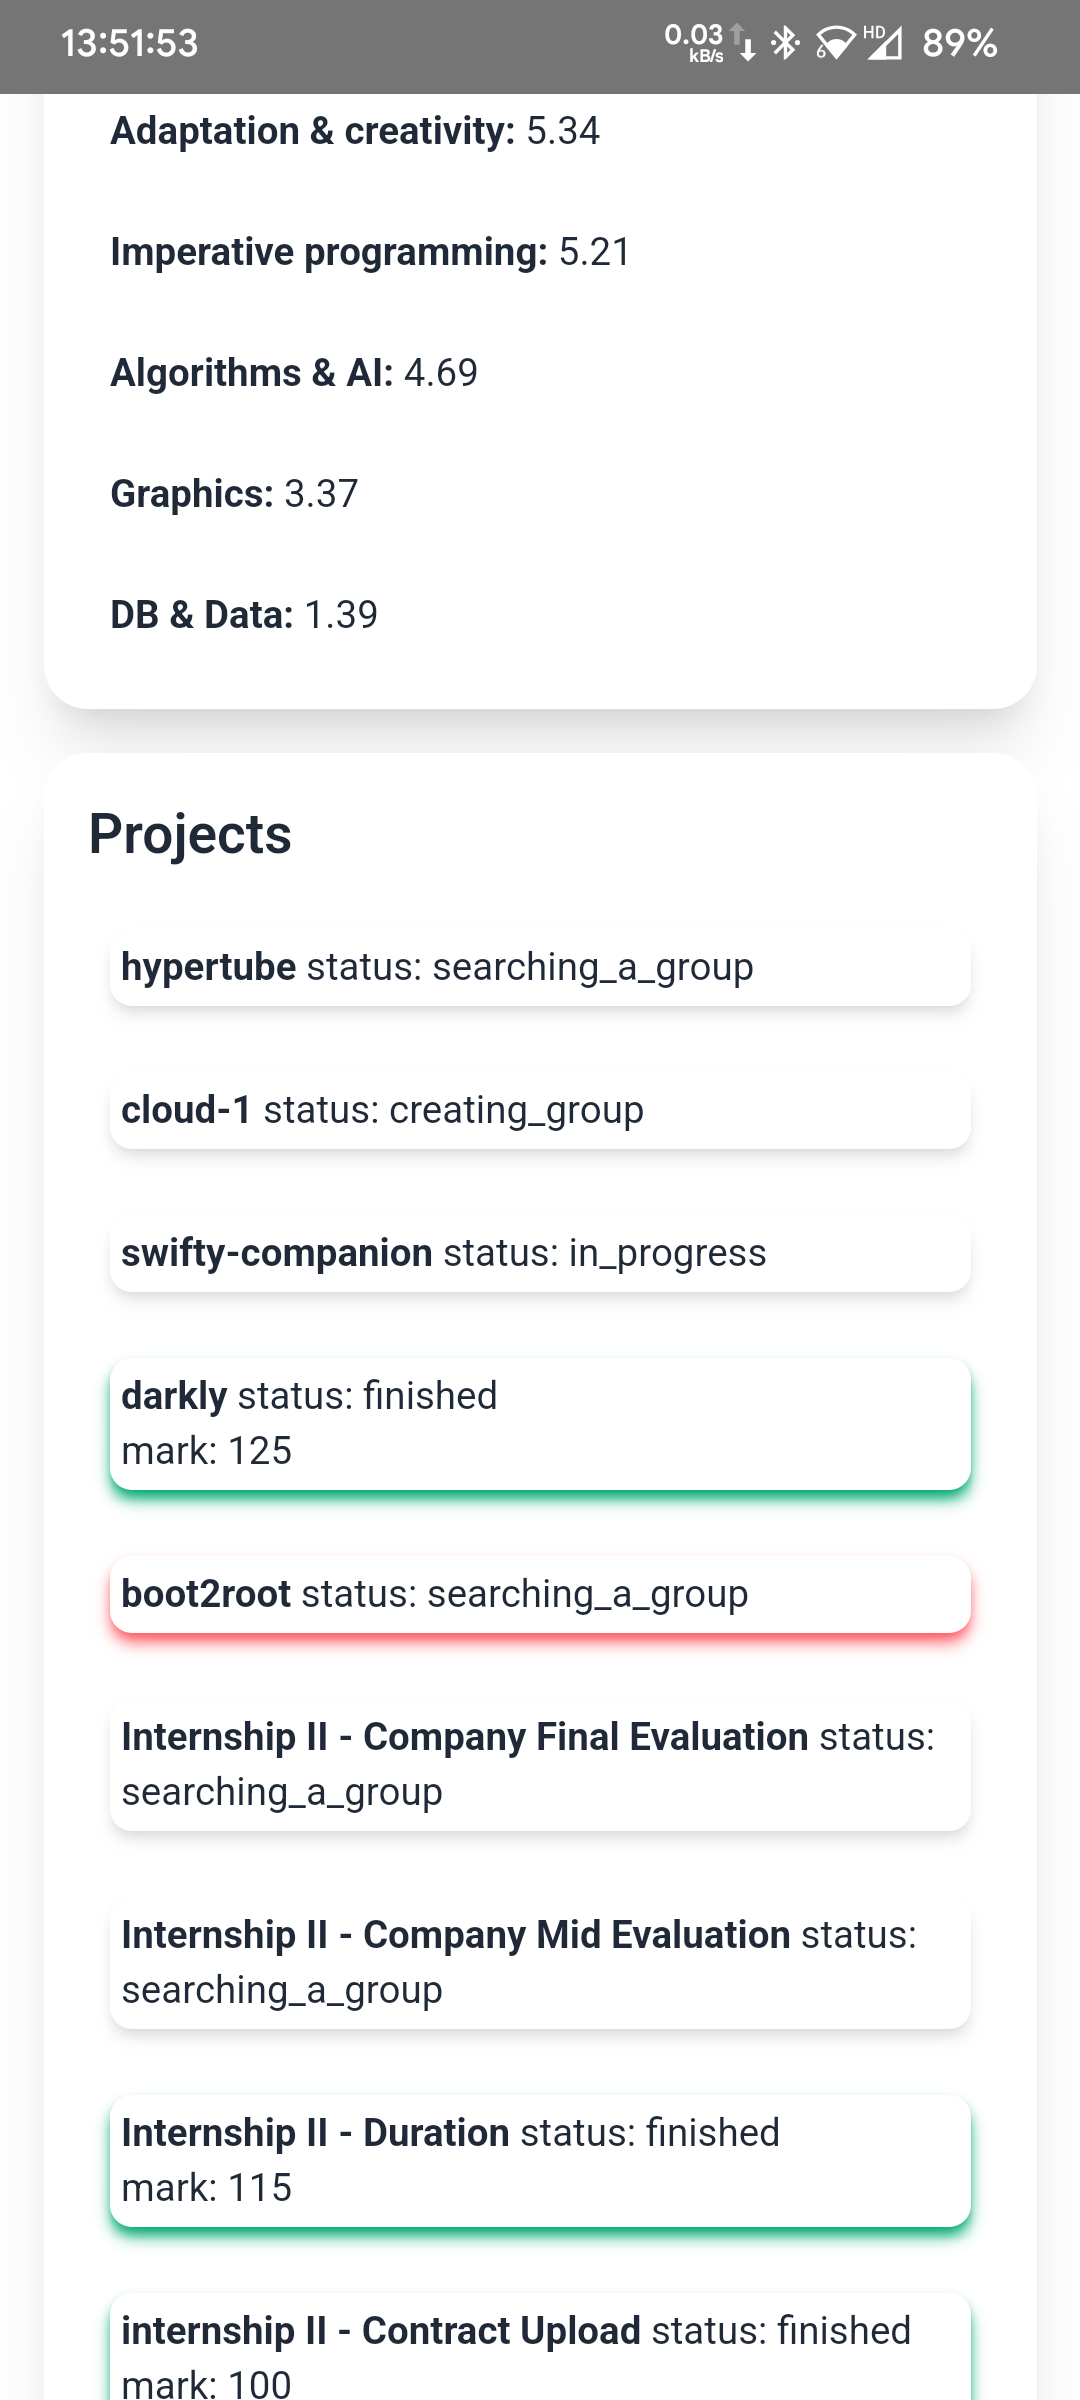 13:51:53 0.03 kB/s 6 HD 89%
Adaptation & creativity: 5.34
Imperative programming: 5.21
Algorithms & AI: 4.69
Graphics: 3.37
DB & Data: 1.39
Projects
hypertube status: searching_a_group
cloud-1 status: creating_group
swifty-companion status: in_progress
darkly status: finished
mark: 125
boot2root status: searching_a_group
Internship II - Company Final Evaluation status:
searching_a_group
Internship II - Company Mid Evaluation status:
searching_a_group
Internship II - Duration status: finished
mark: 115
internship II - Contract Upload status: finished
mark: 100